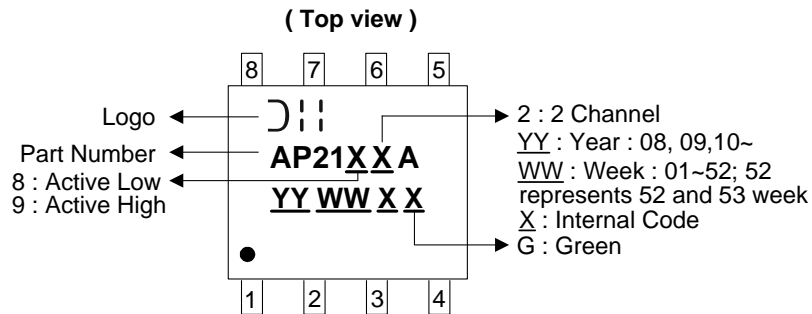 ( Top view )
8 7 6 5
Logo
Part Number
8 : Active Low
9 : Active High
AP21XXA
YY WW X X
2 : 2 Channel
YY : Year : 08, 09,10~
WW : Week : 01~52; 52
represents 52 and 53 week
X : Internal Code
G : Green
1 2 3 4